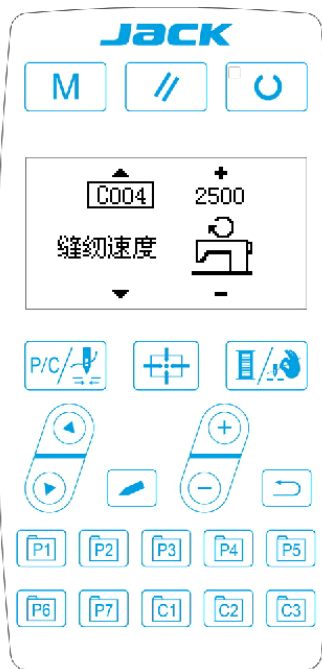 JACK
M
C004
2500
缝纫速度
P/C/
P1 P2 P3 P4 P5
P6 P7 C1 C2 C3